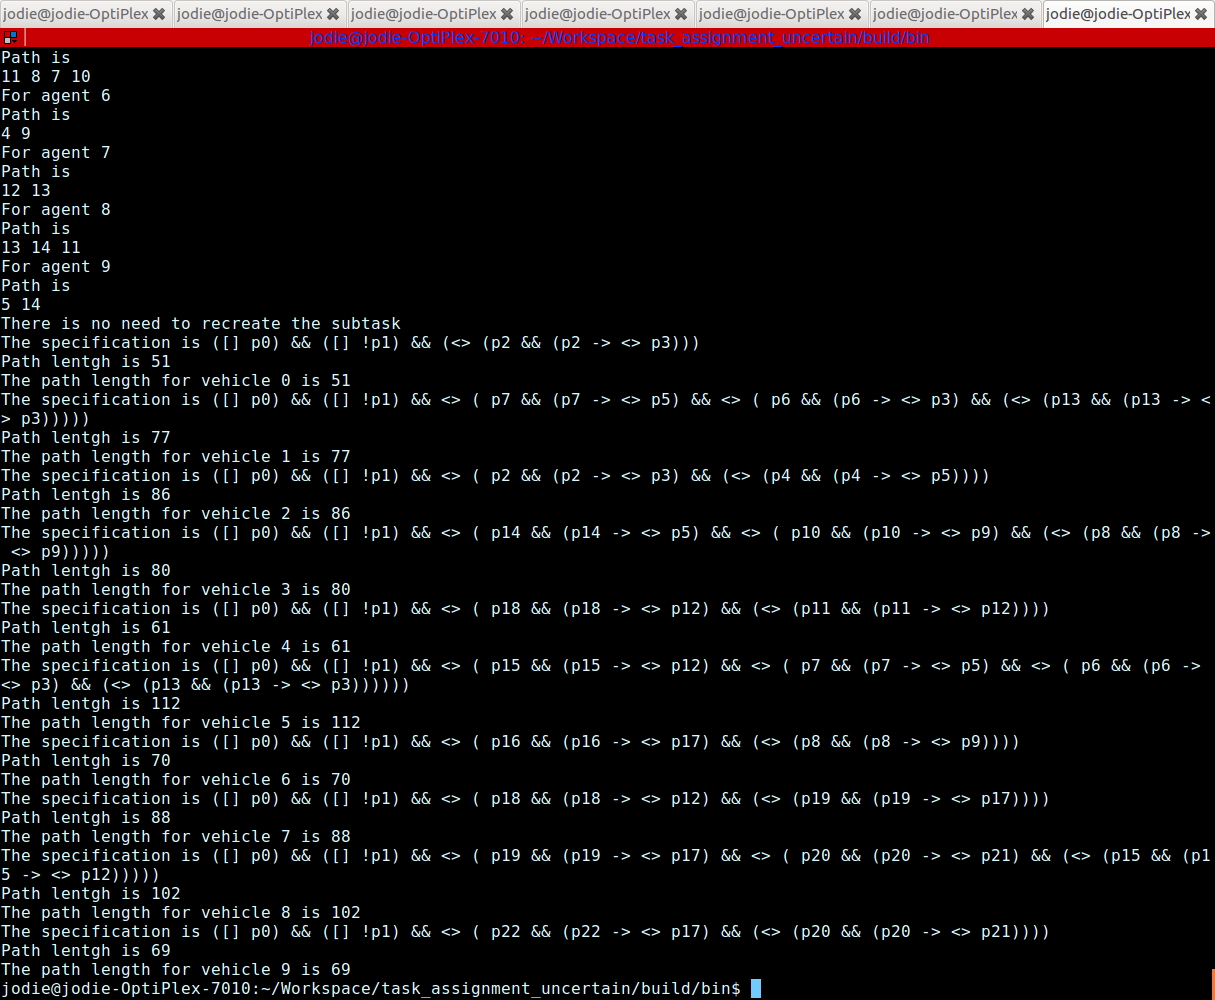 jodie@jodie-OptiPlex jodie@jodie-OptiPlex jodie@jodie-OptiPlex jodie@jodie-OptiPlex jodie@jodie-OptiPlex jodie@jodie-OptiPlex jodie@jodie-OptiPlex
jodie@jodie-OptiPlex-7010: ~/Workspace/task_assignment_uncertain/build/bin
Path is
11 8 7 10
For agent 6
Path is
4 9
For agent 7
Path is
12 13
For agent 8
Path is
13 14 11
For agent 9
Path is
5 14
There is no need to recreate the subtask
The specification is ([] p0) && ([] !p1) && (<> (p2 && (p2 -> <> p3)))
Path lentgh is 51
The path length for vehicle 0 is 51
The specification is ([] p0) && ([] !p1) && <> ( p7 && (p7 -> <> p5) && <> ( p6 && (p6 -> <> p3) && (<> (p13 && (p13 -> <
> p3)))))
Path lentgh is 77
The path length for vehicle 1 is 77
The specification is ([] p0) && ([] !p1) && <> ( p2 && (p2 -> <> p3) && (<> (p4 && (p4 -> <> p5))))
Path lentgh is 86
The path length for vehicle 2 is 86
The specification is ([] p0) && ([] !p1) && <> ( p14 && (p14 -> <> p5) && <> ( p10 && (p10 -> <> p9) && (<> (p8 && (p8 ->
 <> p9)))))
Path lentgh is 80
The path length for vehicle 3 is 80
The specification is ([] p0) && ([] !p1) && <> ( p18 && (p18 -> <> p12) && (<> (p11 && (p11 -> <> p12))))
Path lentgh is 61
The path length for vehicle 4 is 61
The specification is ([] p0) && ([] !p1) && <> ( p15 && (p15 -> <> p12) && <> ( p7 && (p7 -> <> p5) && <> ( p6 && (p6 ->
<> p3) && (<> (p13 && (p13 -> <> p3))))))
Path lentgh is 112
The path length for vehicle 5 is 112
The specification is ([] p0) && ([] !p1) && <> ( p16 && (p16 -> <> p17) && (<> (p8 && (p8 -> <> p9))))
Path lentgh is 70
The path length for vehicle 6 is 70
The specification is ([] p0) && ([] !p1) && <> ( p18 && (p18 -> <> p12) && (<> (p19 && (p19 -> <> p17))))
Path lentgh is 88
The path length for vehicle 7 is 88
The specification is ([] p0) && ([] !p1) && <> ( p19 && (p19 -> <> p17) && <> ( p20 && (p20 -> <> p21) && (<> (p15 && (p1
5 -> <> p12)))))
Path lentgh is 102
The path length for vehicle 8 is 102
The specification is ([] p0) && ([] !p1) && <> ( p22 && (p22 -> <> p17) && (<> (p20 && (p20 -> <> p21))))
Path lentgh is 69
The path length for vehicle 9 is 69
jodie@jodie-OptiPlex-7010:~/Workspace/task_assignment_uncertain/build/bin$